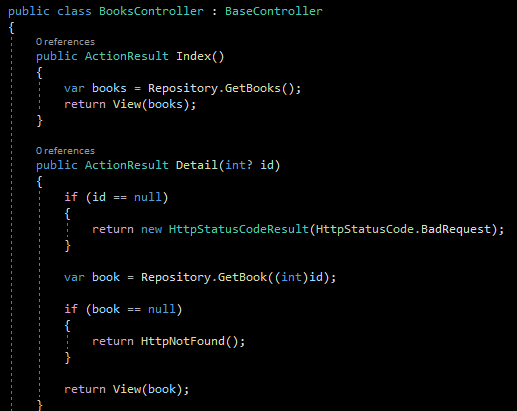 public class BooksController : BaseController
{
0 references
public ActionResult Index()
{
var books = Repository.GetBooks();
return View(books);
}
0 references
public ActionResult Detail(int? id)
{
if (id == null)
{
return new HttpStatusCodeResult(HttpStatusCode.BadRequest);
}
var book = Repository.GetBook((int)id);
if (book == null)
{
return HttpNotFound();
}
return View(book);
}